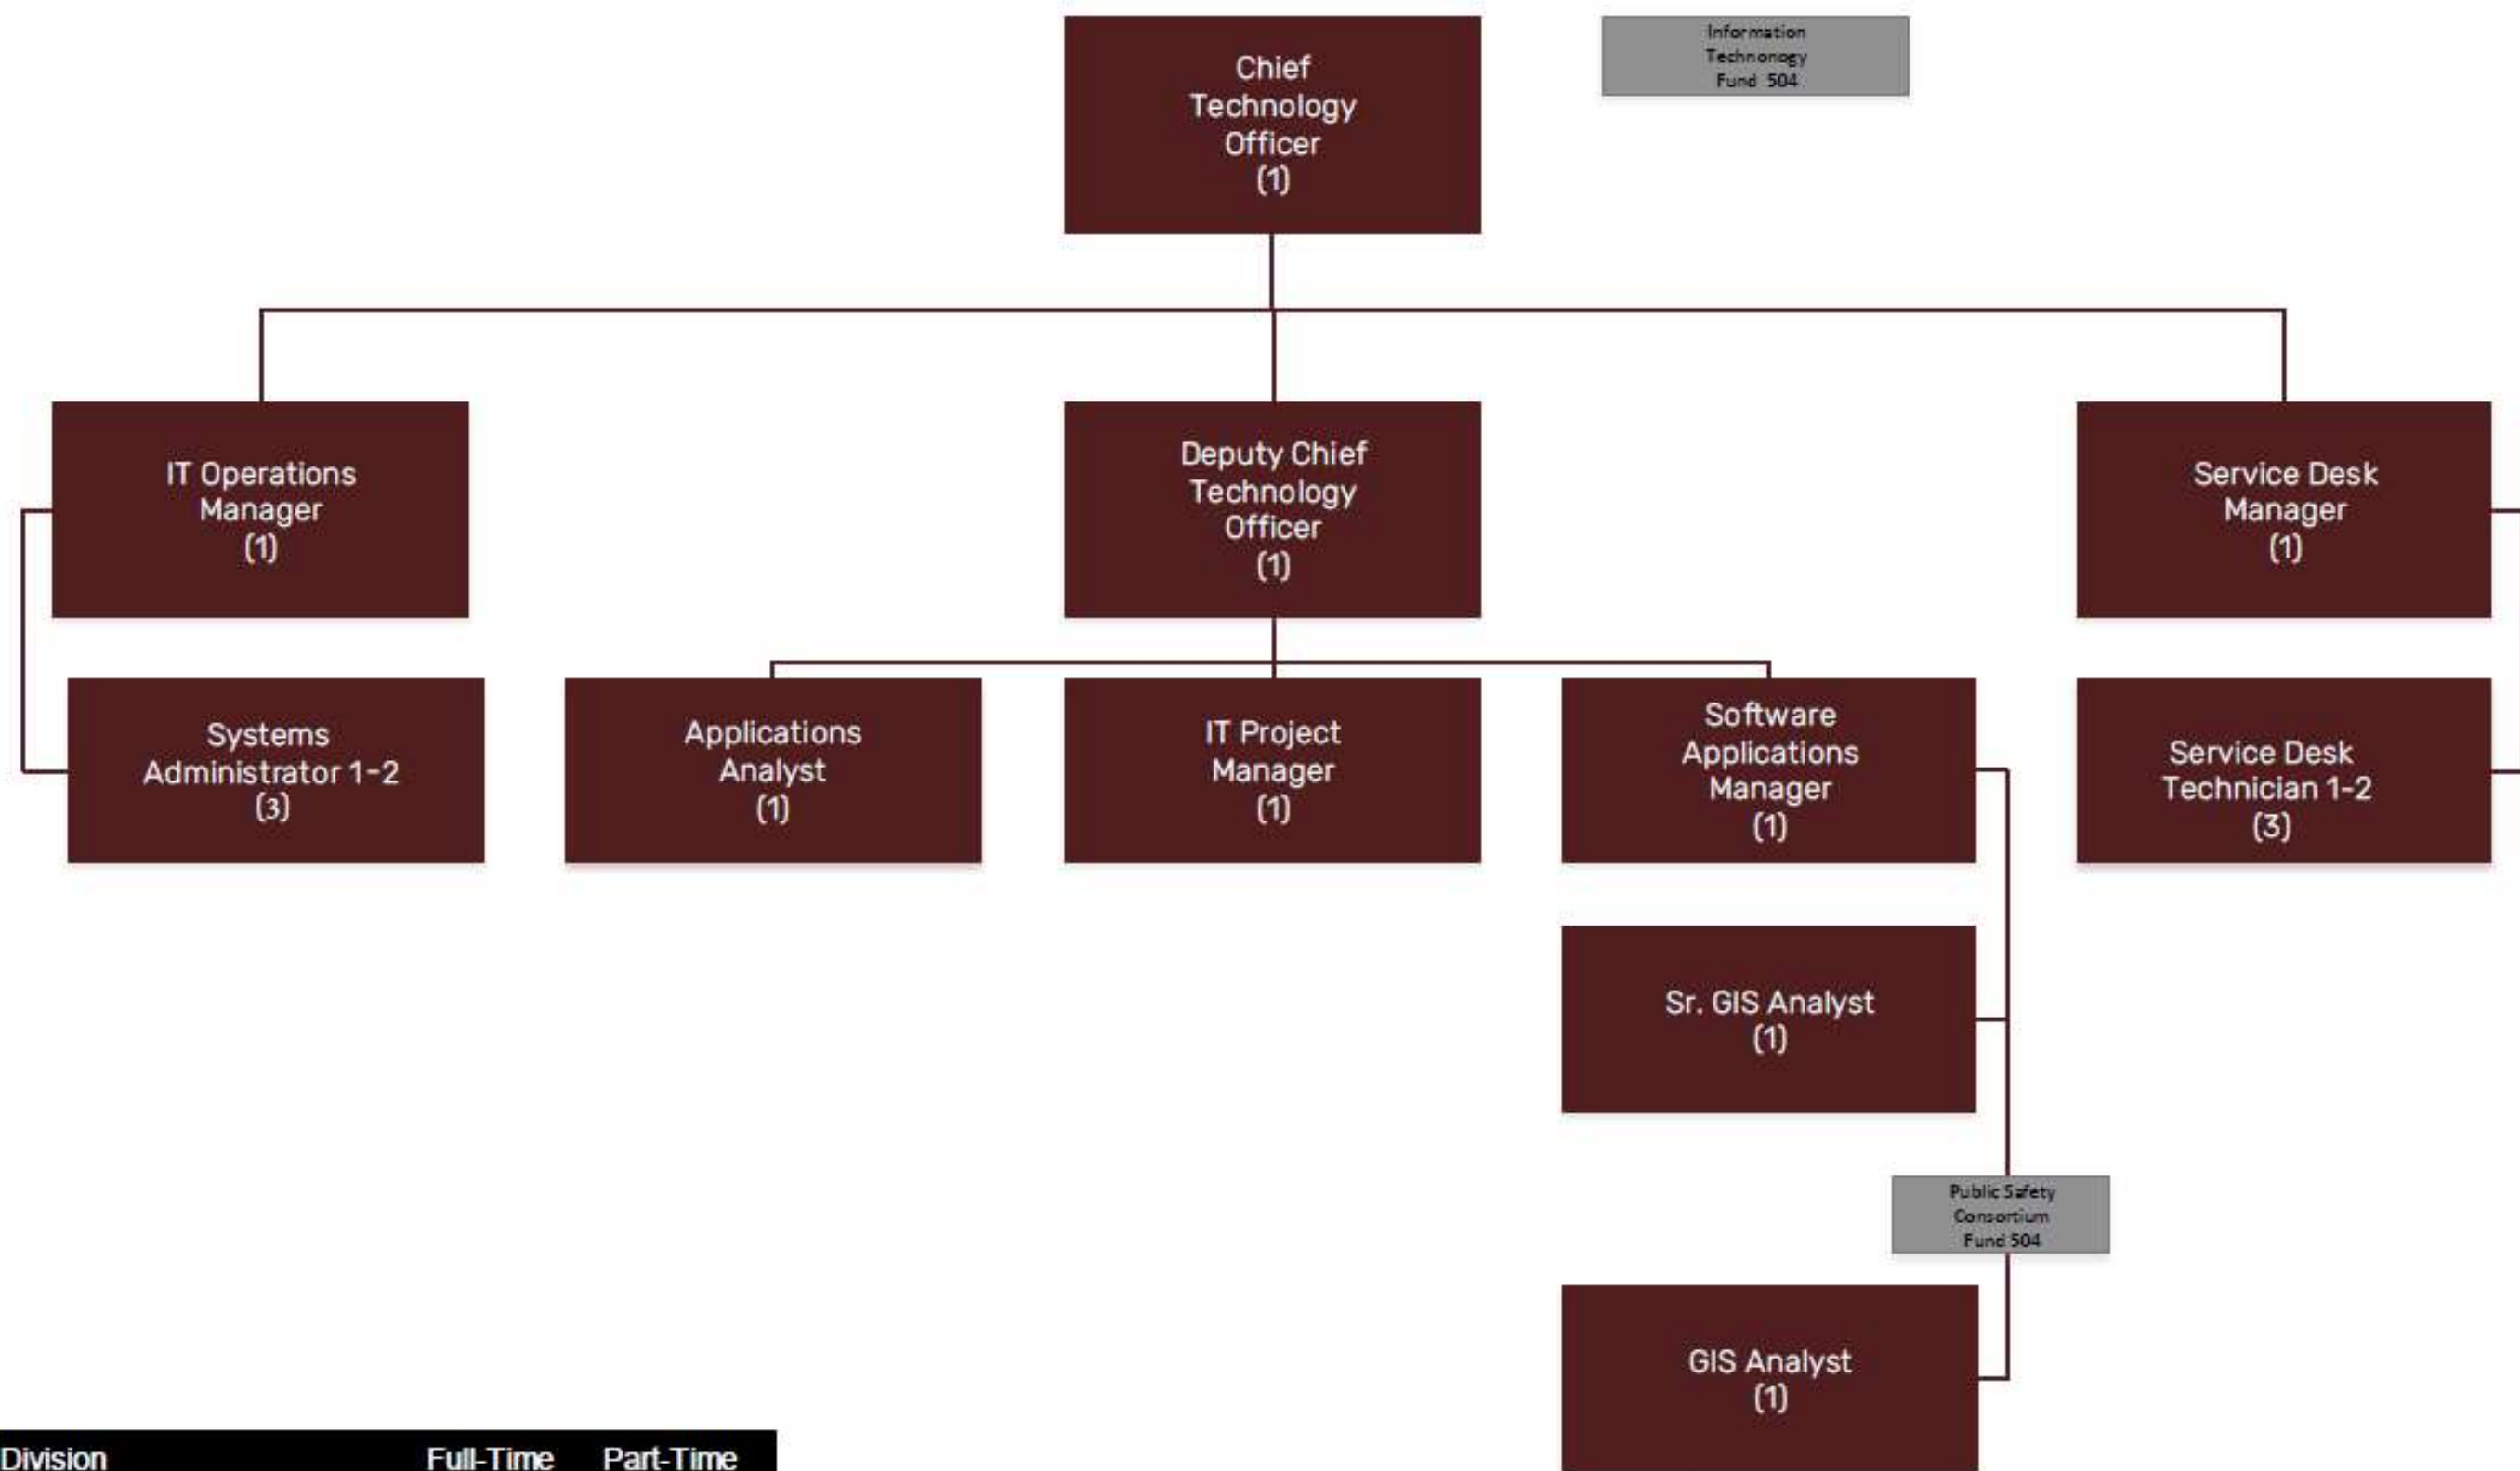 Chief
Technology
Officer
(1)
Information
Technonogy
Fund 504
IT Operations
Manager
(1)
Deputy Chief
Technology
Officer
(1)
Service Desk
Manager
(1)
Systems
Administrator 1-2
(3)
Applications
Analyst
(1)
IT Project
Manager
(1)
Software
Applications
Manager
(1)
Service Desk
Technician 1-2
(3)
Sr. GIS Analyst
(1)
Public Safety
Consortium
Fund 504
GIS Analyst
(1)
Division Full-Time Part-Time